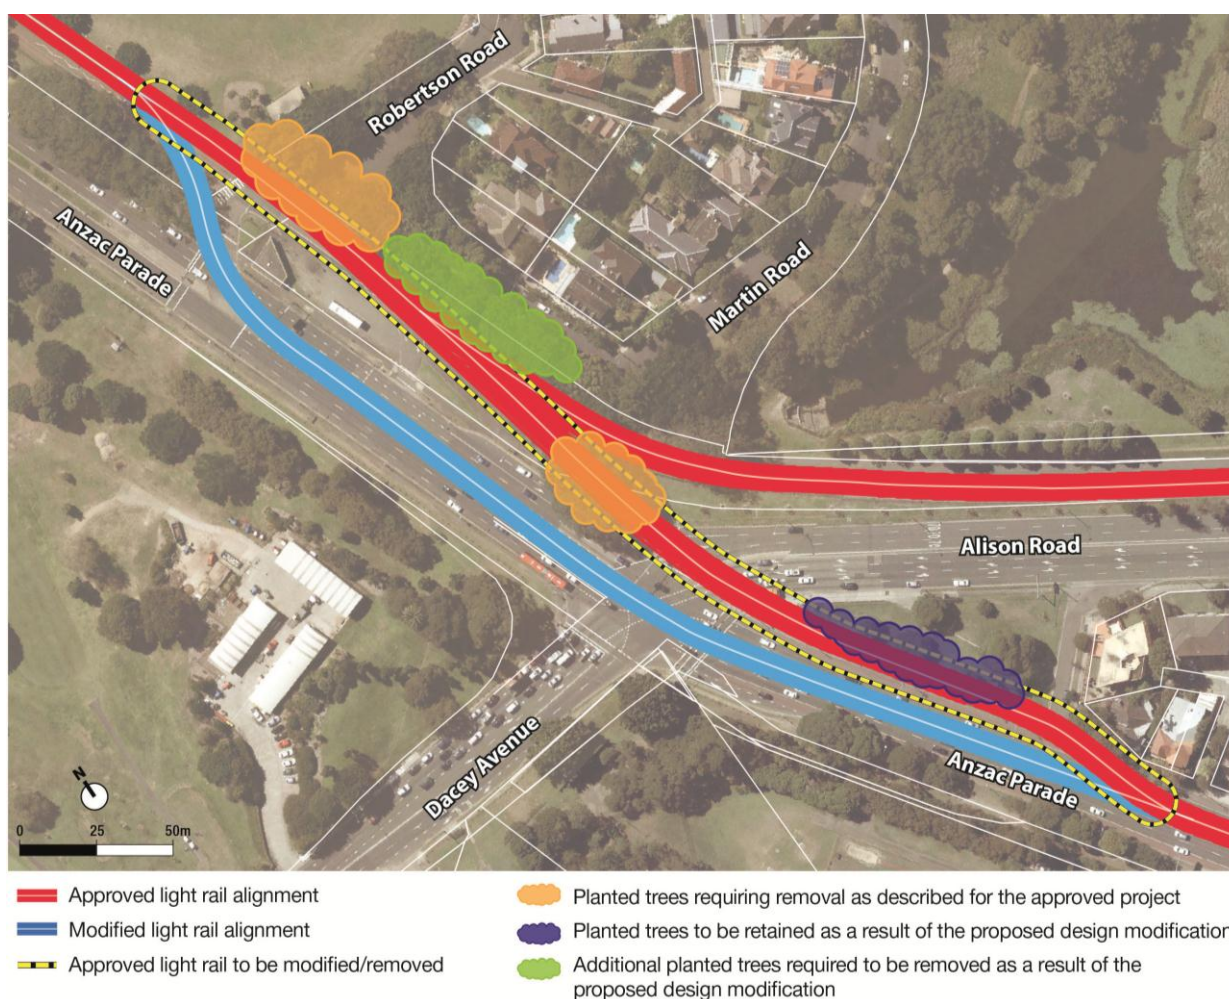 Robertson Road
Anzac Parade
Martin Road
Alison Road
Dacey Avenue
Anzac Parade
N
0 25 50m
Approved light rail alignment
Modified light rail alignment
Approved light rail to be modified/removed
Planted trees requiring removal as described for the approved project
Planted trees to be retained as a result of the proposed design modification
Additional planted trees required to be removed as a result of the
proposed design modification